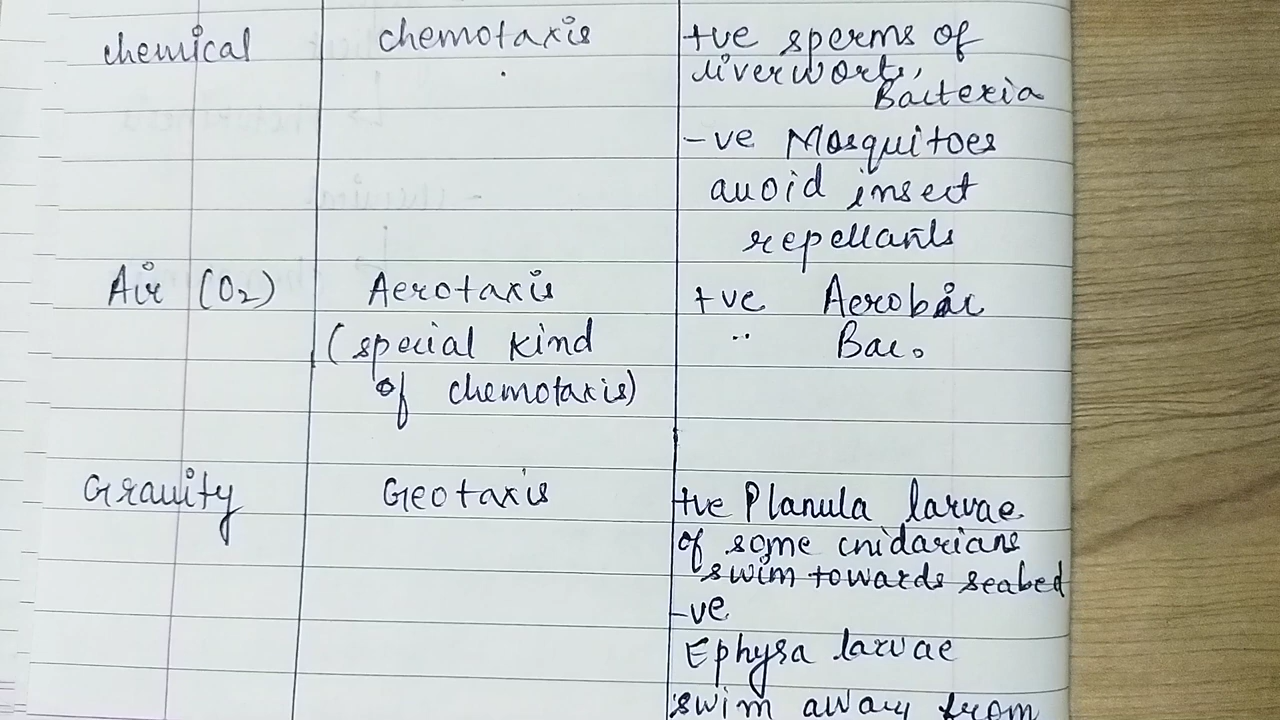 chemical chemotaxis +ve sperms of
liverworts,
Bacteria
-ve Mosquitoes
avoid insect
repellants
Air (O2) Aerotaxis +ve Aerobic
(special kind " Bac.
of chemotaxis)
Gravity Geotaxis +ve Planula larvae
of some cnidarians
swim towards seabed
-ve
Ephyra larvae
swim away from